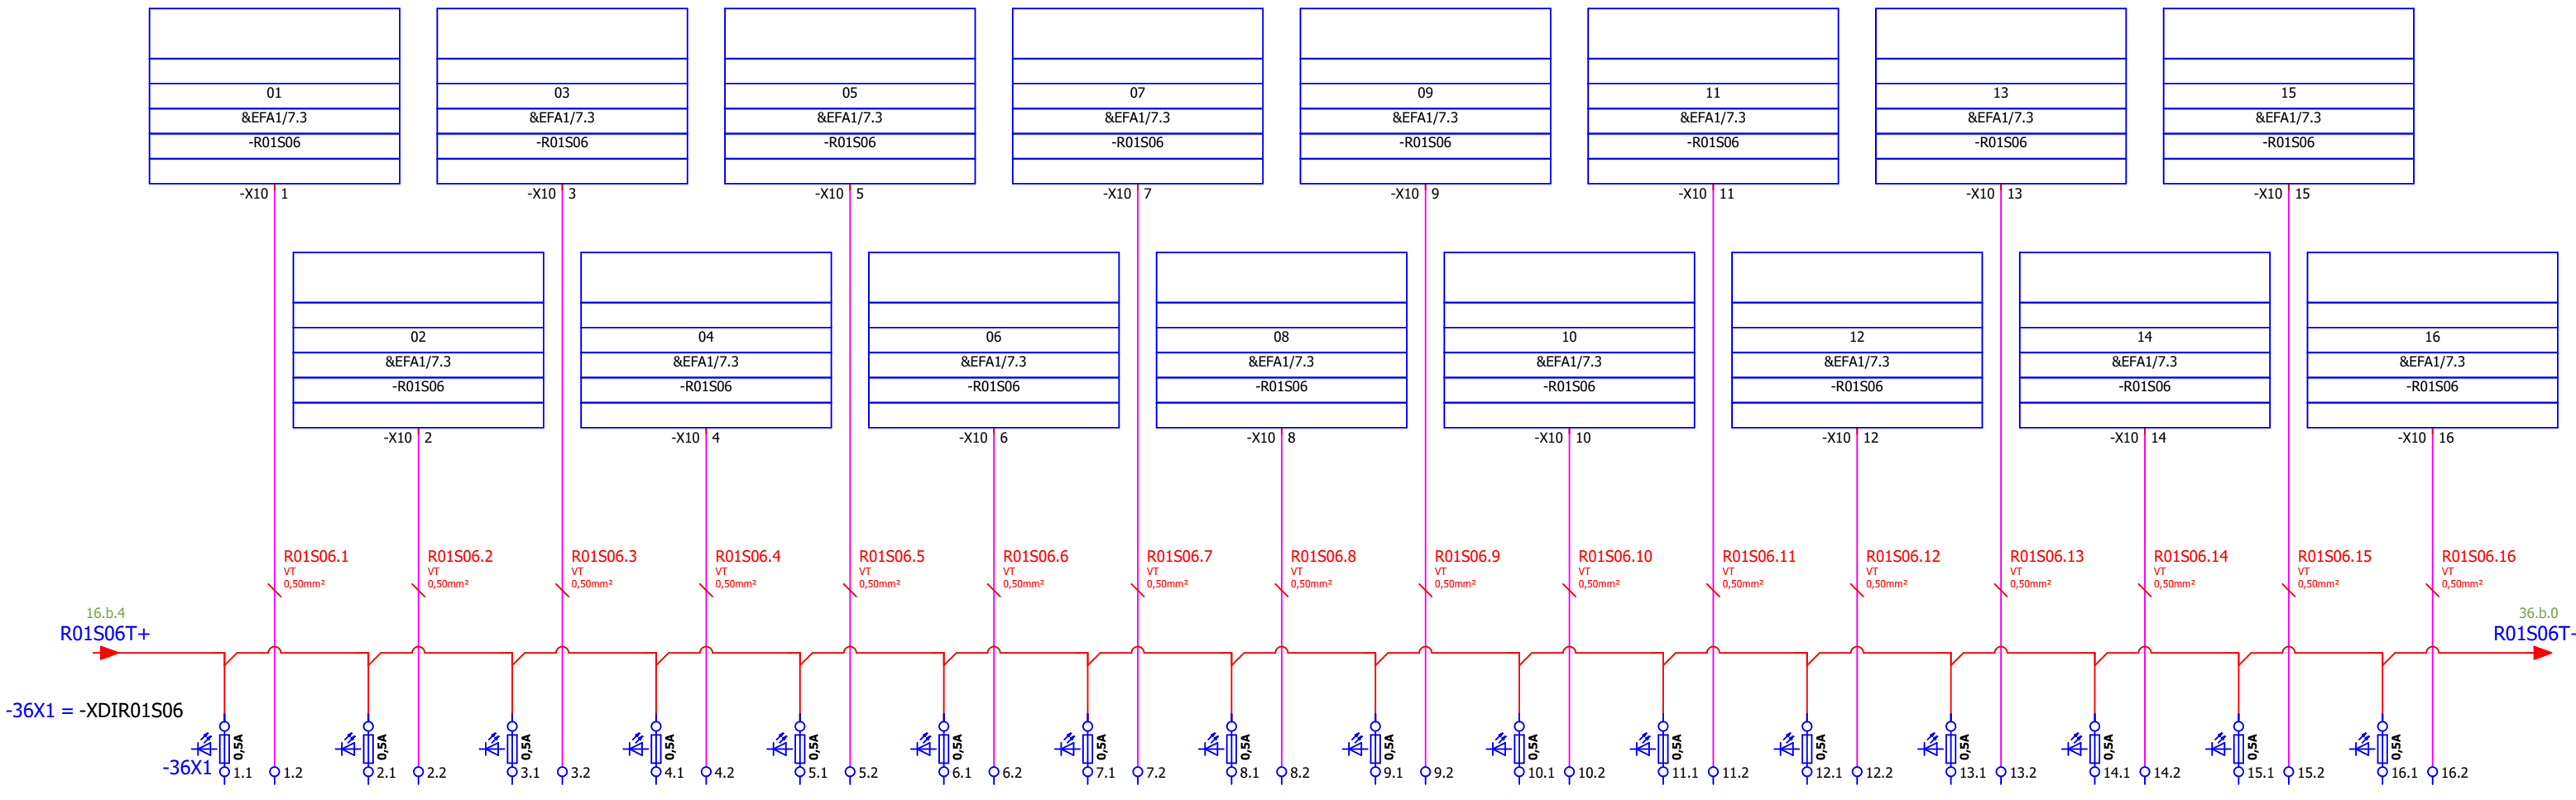 01 03 05 07 09 11 13 15
&EFA1/7.3 &EFA1/7.3 &EFA1/7.3 &EFA1/7.3 &EFA1/7.3 &EFA1/7.3 &EFA1/7.3 &EFA1/7.3
-R01S06 -R01S06 -R01S06 -R01S06 -R01S06 -R01S06 -R01S06 -R01S06
-X10 1 -X10 3 -X10 5 -X10 7 -X10 9 -X10 11 -X10 13 -X10 15
02 04 06 08 10 12 14 16
&EFA1/7.3 &EFA1/7.3 &EFA1/7.3 &EFA1/7.3 &EFA1/7.3 &EFA1/7.3 &EFA1/7.3 &EFA1/7.3
-R01S06 -R01S06 -R01S06 -R01S06 -R01S06 -R01S06 -R01S06 -R01S06
-X10 2 -X10 4 -X10 6 -X10 8 -X10 10 -X10 12 -X10 14 -X10 16
R01S06.1 R01S06.2 R01S06.3 R01S06.4 R01S06.5 R01S06.6 R01S06.7 R01S06.8 R01S06.9 R01S06.10 R01S06.11 R01S06.12 R01S06.13 R01S06.14 R01S06.15 R01S06.16
VT VT VT VT VT VT VT VT VT VT VT VT VT VT VT VT
0,50mm² 0,50mm² 0,50mm² 0,50mm² 0,50mm² 0,50mm² 0,50mm² 0,50mm² 0,50mm² 0,50mm² 0,50mm² 0,50mm² 0,50mm² 0,50mm² 0,50mm² 0,50mm²
16.b.4 36.b.0
R01S06T+ R01S06T
-36X1 = -XDIR01S06
0,5A 0,5A 0,5A 0,5A 0,5A 0,5A 0,5A 0,5A 0,5A 0,5A 0,5A 0,5A 0,5A 0,5A 0,5A 0,5A
-36X1 1.1 1.2 2.1 2.2 3.1 3.2 4.1 4.2 5.1 5.2 6.1 6.2 7.1 7.2 8.1 8.2 9.1 9.2 10.1 10.2 11.1 11.2 12.1 12.2 13.1 13.2 14.1 14.2 15.1 15.2 16.1 16.2